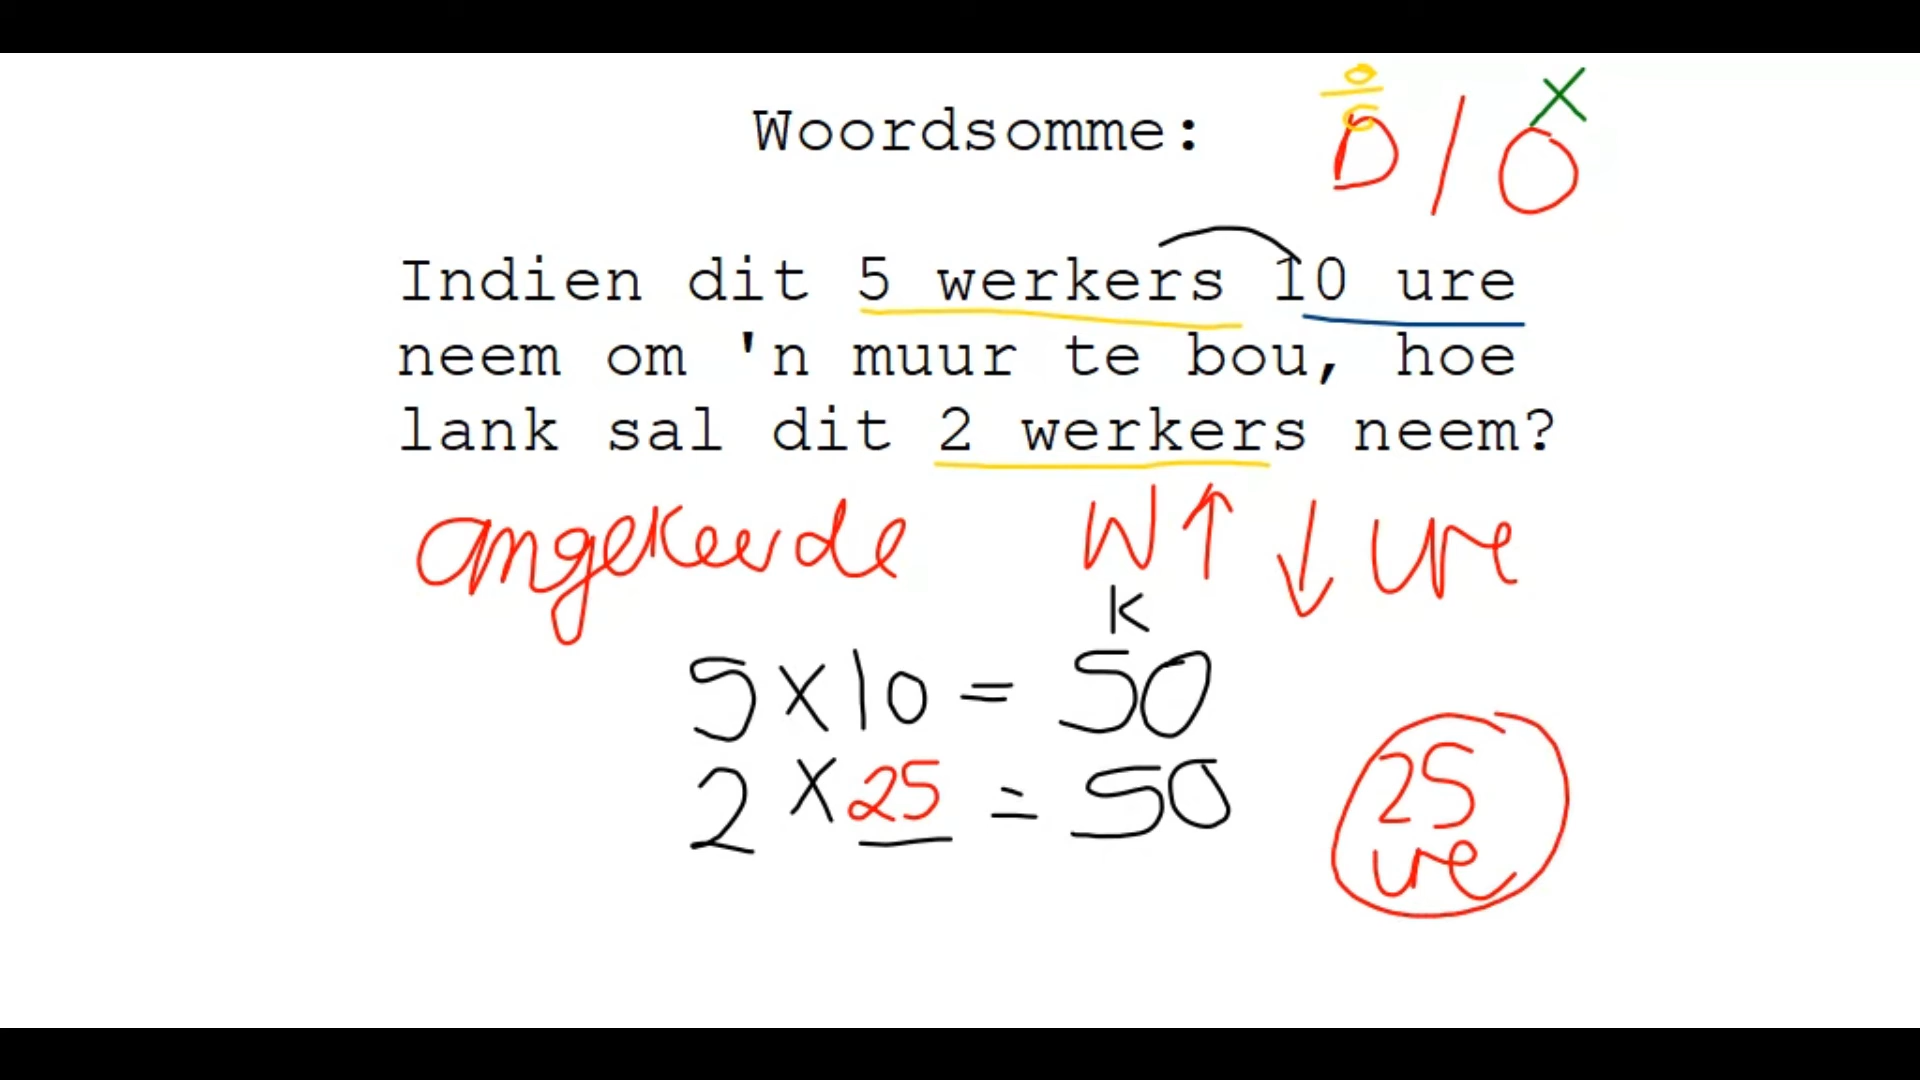 Woordsomme:
÷ ×
D / O
Indien dit 5 werkers 10 ure
neem om 'n muur te bou, hoe
lank sal dit 2 werkers neem?
omgekeerde W↑ ↓ ure
K
5 x 10 = 50
2 x 25 = 50
25
ure